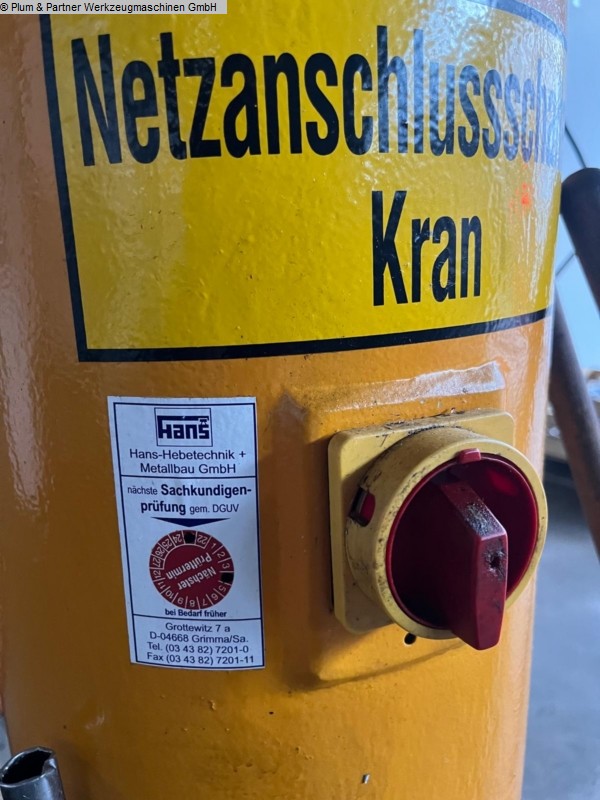 © Plum & Partner Werkzeugmaschinen GmbH
Netzanschlusssch
Kran
Hans
Hans-Hebetechnik +
Metallbau GmbH
nächste Sachkundigen-
prüfung gem. DGUV
Nächster
Prüftermin
bei Bedarf früher
Grottewitz 7 a
D-04668 Grimma/Sa.
Tel. (03 43 82) 7201-0
Fax (03 43 82) 7201-11